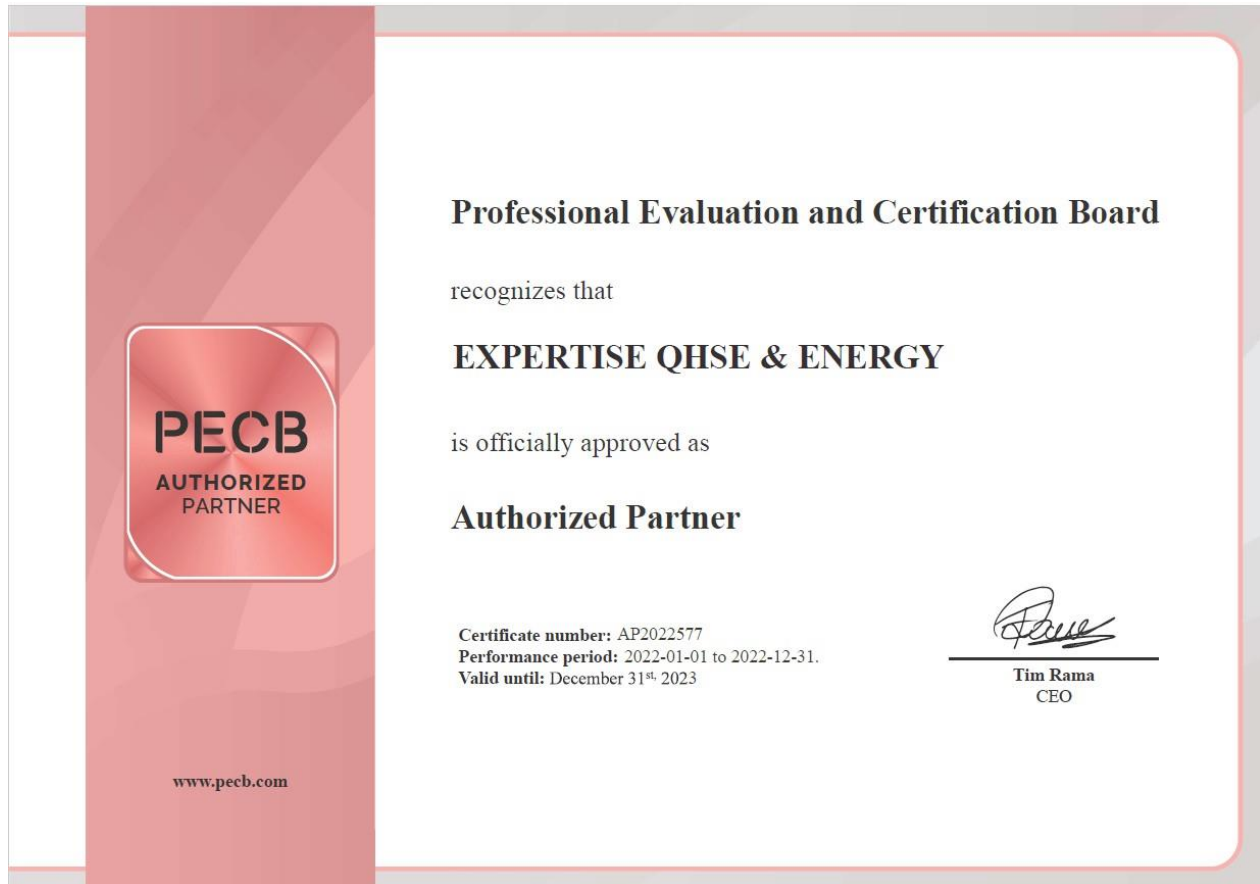 PECB
AUTHORIZED
PARTNER
www.pecb.com
Professional Evaluation and Certification Board
recognizes that
EXPERTISE QHSE & ENERGY
is officially approved as
Authorized Partner
Certificate number: AP2022577
Performance period: 2022-01-01 to 2022-12-31.
Valid until: December 31st, 2023
Tim Rama
CEO